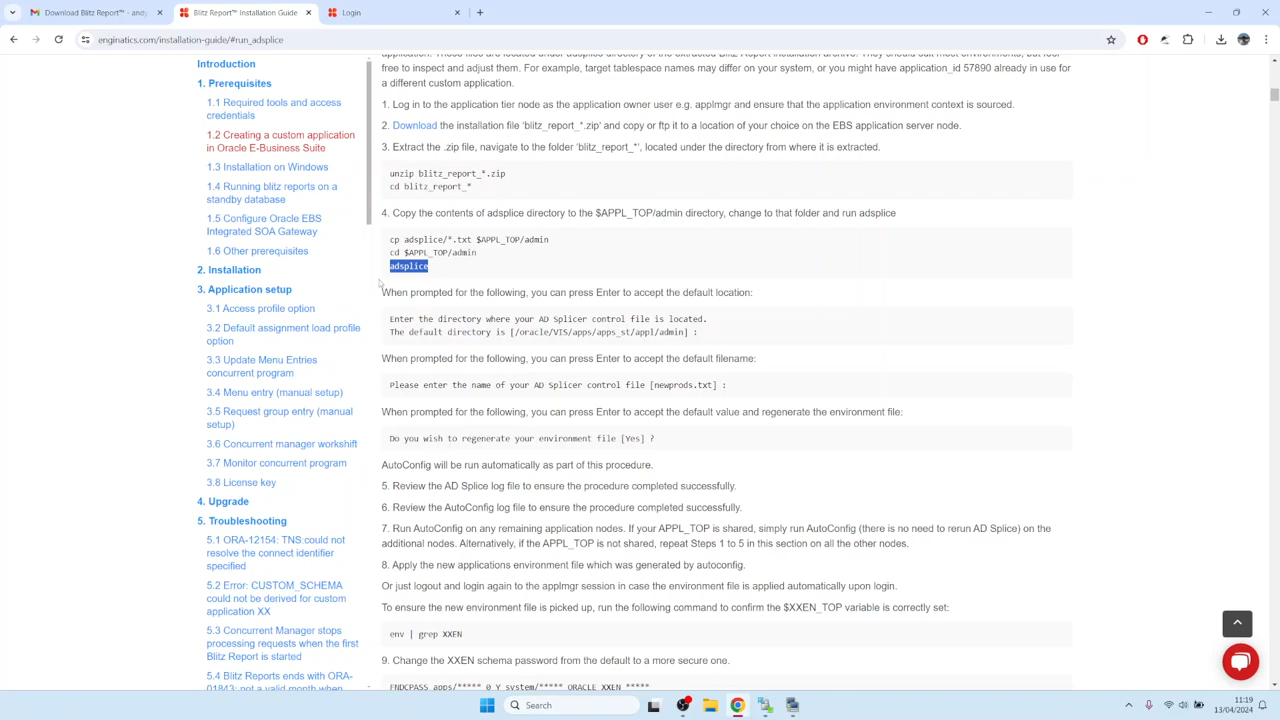 Download Blitz Report™ - andy
Blitz Report™ Installation Guide
Login
enginatics.com/installation-guide/#run_adsplice
Introduction
1. Prerequisites
1.1 Required tools and access
credentials
1.2 Creating a custom application
in Oracle E-Business Suite
1.3 Installation on Windows
1.4 Running blitz reports on a
standby database
1.5 Configure Oracle EBS
Integrated SOA Gateway
1.6 Other prerequisites
2. Installation
3. Application setup
3.1 Access profile option
3.2 Default assignment load profile
option
3.3 Update Menu Entries
concurrent program
3.4 Menu entry (manual setup)
3.5 Request group entry (manual
setup)
3.6 Concurrent manager workshift
3.7 Monitor concurrent program
3.8 License key
4. Upgrade
5. Troubleshooting
5.1 ORA-12154: TNS:could not
resolve the connect identifier
specified
5.2 Error: CUSTOM_SCHEMA
could not be derived for custom
application XX
5.3 Concurrent Manager stops
processing requests when the first
Blitz Report is started
5.4 Blitz Reports ends with ORA-
01843: not a valid month when
free to inspect and adjust them. For example, target tablespace names may differ on your system, or you might have application_id 57890 already in use for
a different custom application.
1. Log in to the application tier node as the application owner user e.g. applmgr and ensure that the application environment context is sourced.
2. Download the installation file 'blitz_report_*.zip' and copy or ftp it to a location of your choice on the EBS application server node.
3. Extract the .zip file, navigate to the folder 'blitz_report_*', located under the directory from where it is extracted.
unzip blitz_report_*.zip
cd blitz_report_*
4. Copy the contents of adsplice directory to the $APPL_TOP/admin directory, change to that folder and run adsplice
cp adsplice/*.txt $APPL_TOP/admin
cd $APPL_TOP/admin
adsplice
When prompted for the following, you can press Enter to accept the default location:
Enter the directory where your AD Splicer control file is located.
The default directory is [/oracle/VIS/apps/apps_st/appl/admin] :
When prompted for the following, you can press Enter to accept the default filename:
Please enter the name of your AD Splicer control file [newprods.txt] :
When prompted for the following, you can press Enter to accept the default value and regenerate the environment file:
Do you wish to regenerate your environment file [Yes] ?
AutoConfig will be run automatically as part of this procedure.
5. Review the AD Splice log file to ensure the procedure completed successfully.
6. Review the AutoConfig log file to ensure the procedure completed successfully.
7. Run AutoConfig on any remaining application nodes. If your APPL_TOP is shared, simply run AutoConfig (there is no need to rerun AD Splice) on the
additional nodes. Alternatively, if the APPL_TOP is not shared, repeat Steps 1 to 5 in this section on all the other nodes.
8. Apply the new applications environment file which was generated by autoconfig.
Or just logout and login again to the applmgr session in case the environment file is applied automatically upon login.
To ensure the new environment file is picked up, run the following command to confirm the $XXEN_TOP variable is correctly set:
env | grep XXEN
9. Change the XXEN schema password from the default to a more secure one.
FNDCPASS apps/***** 0 Y system/***** ORACLE XXEN *****
Search
11:19
13/04/2024